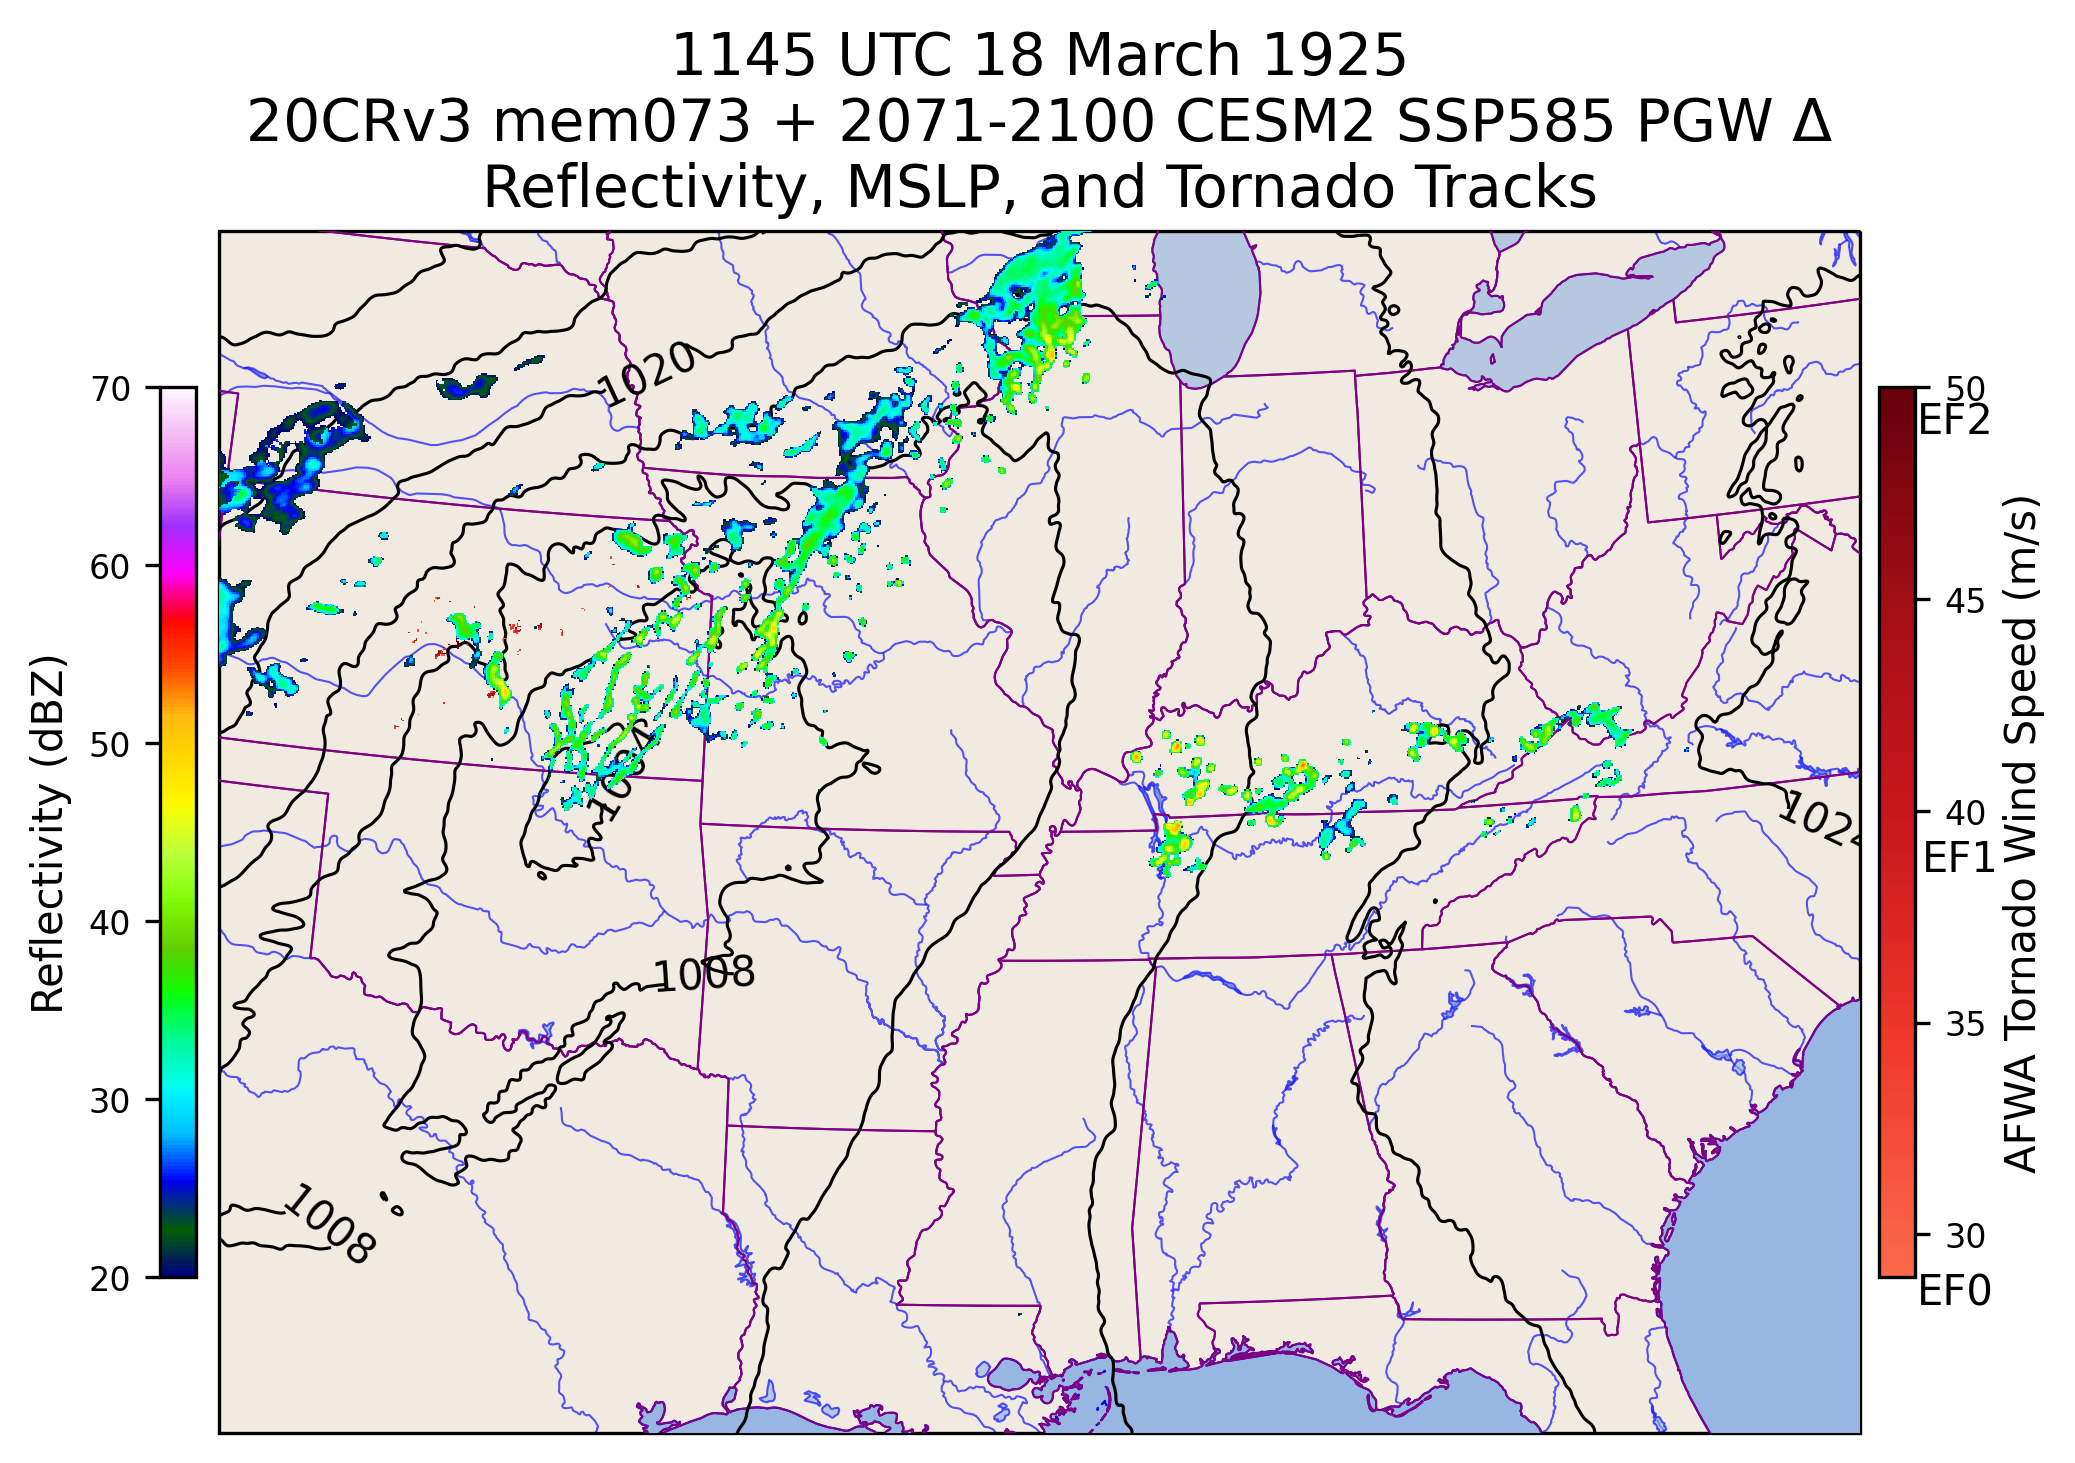 1145 UTC 18 March 1925
20CRv3 mem073 + 2071-2100 CESM2 SSP585 PGW Δ
Reflectivity, MSLP, and Tornado Tracks
Reflectivity (dBZ)
70
60
50
40
30
20
1020
1004
1008
1008
1024
50
EF2
45
40
EF1
35
30
EF0
AFWA Tornado Wind Speed (m/s)